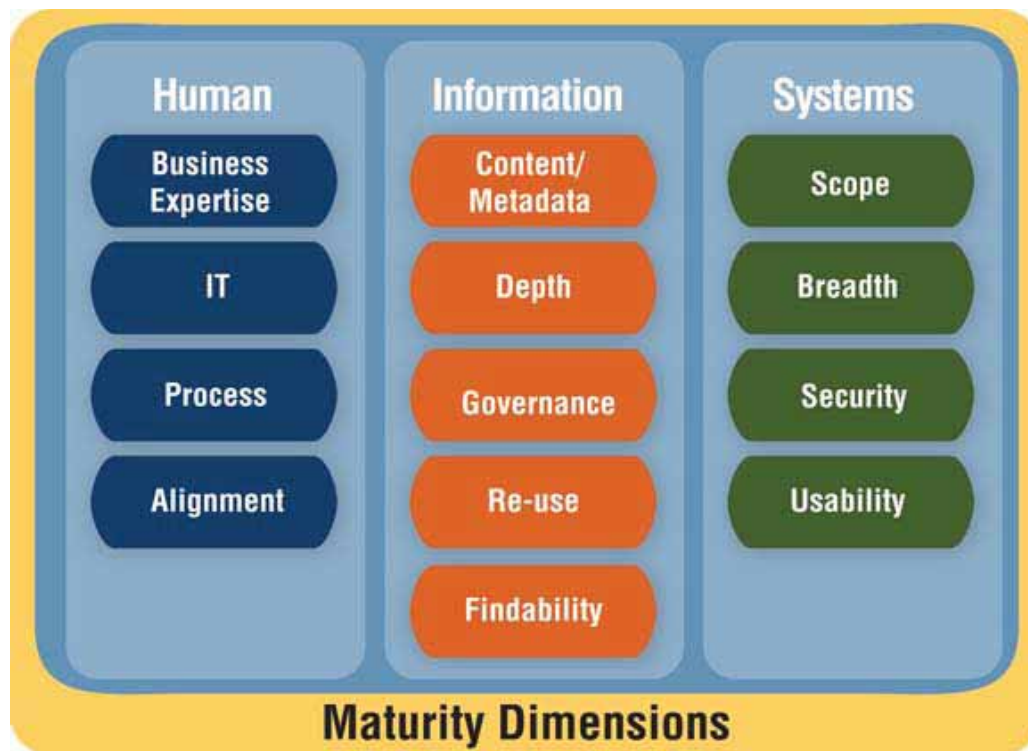 Human
Business
Expertise
IT
Process
Alignment
Information
Content/
Metadata
Depth
Governance
Re-use
Findability
Systems
Scope
Breadth
Security
Usability
Maturity Dimensions